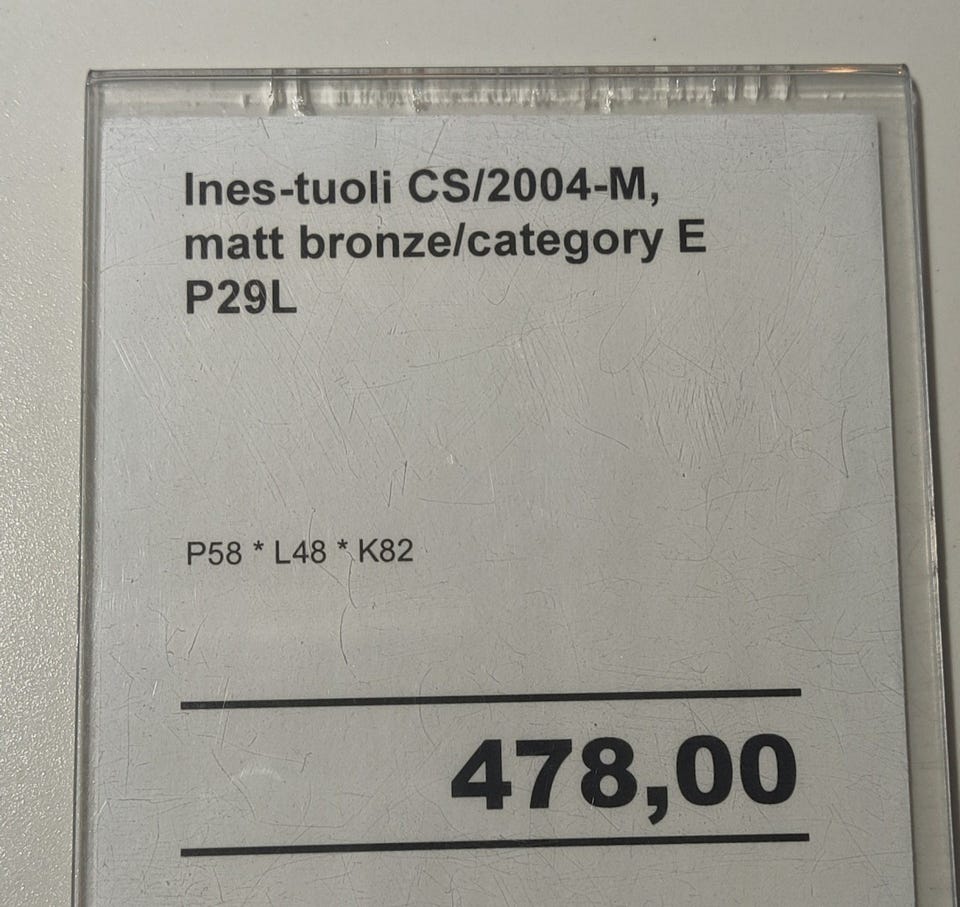 Ines-tuoli CS/2004-M,
matt bronze/category E
P29L
P58 * L48 * K82
478,00